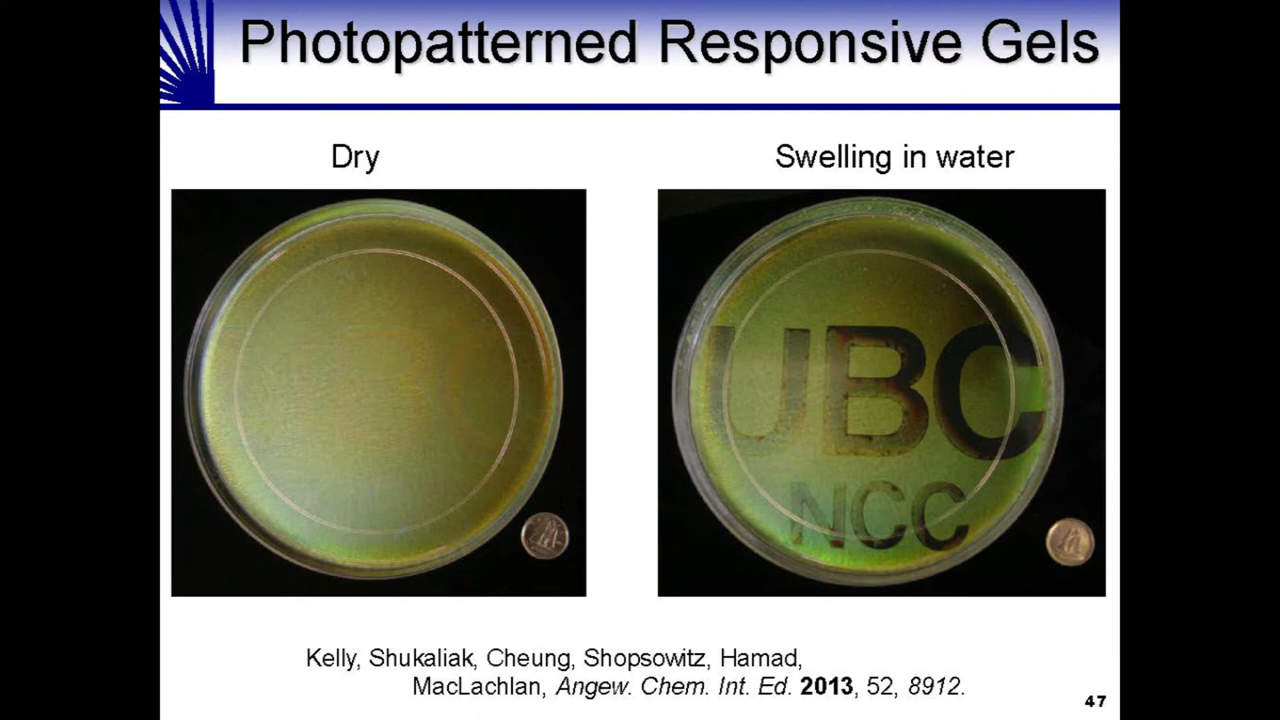 Photopatterned Responsive Gels
Dry
Swelling in water
UBC
NCC
Kelly, Shukaliak, Cheung, Shopsowitz, Hamad,
MacLachlan, Angew. Chem. Int. Ed. 2013, 52, 8912.
47